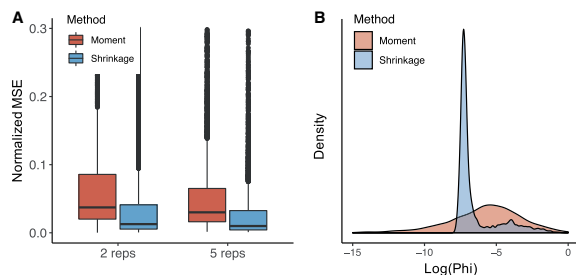 A
Method
Moment
Shrinkage
Normalized MSE
0.3
0.2
0.1
0.0
2 reps
5 reps
B
Method
Moment
Shrinkage
Density
−15
−10
−5
0
Log(Phi)